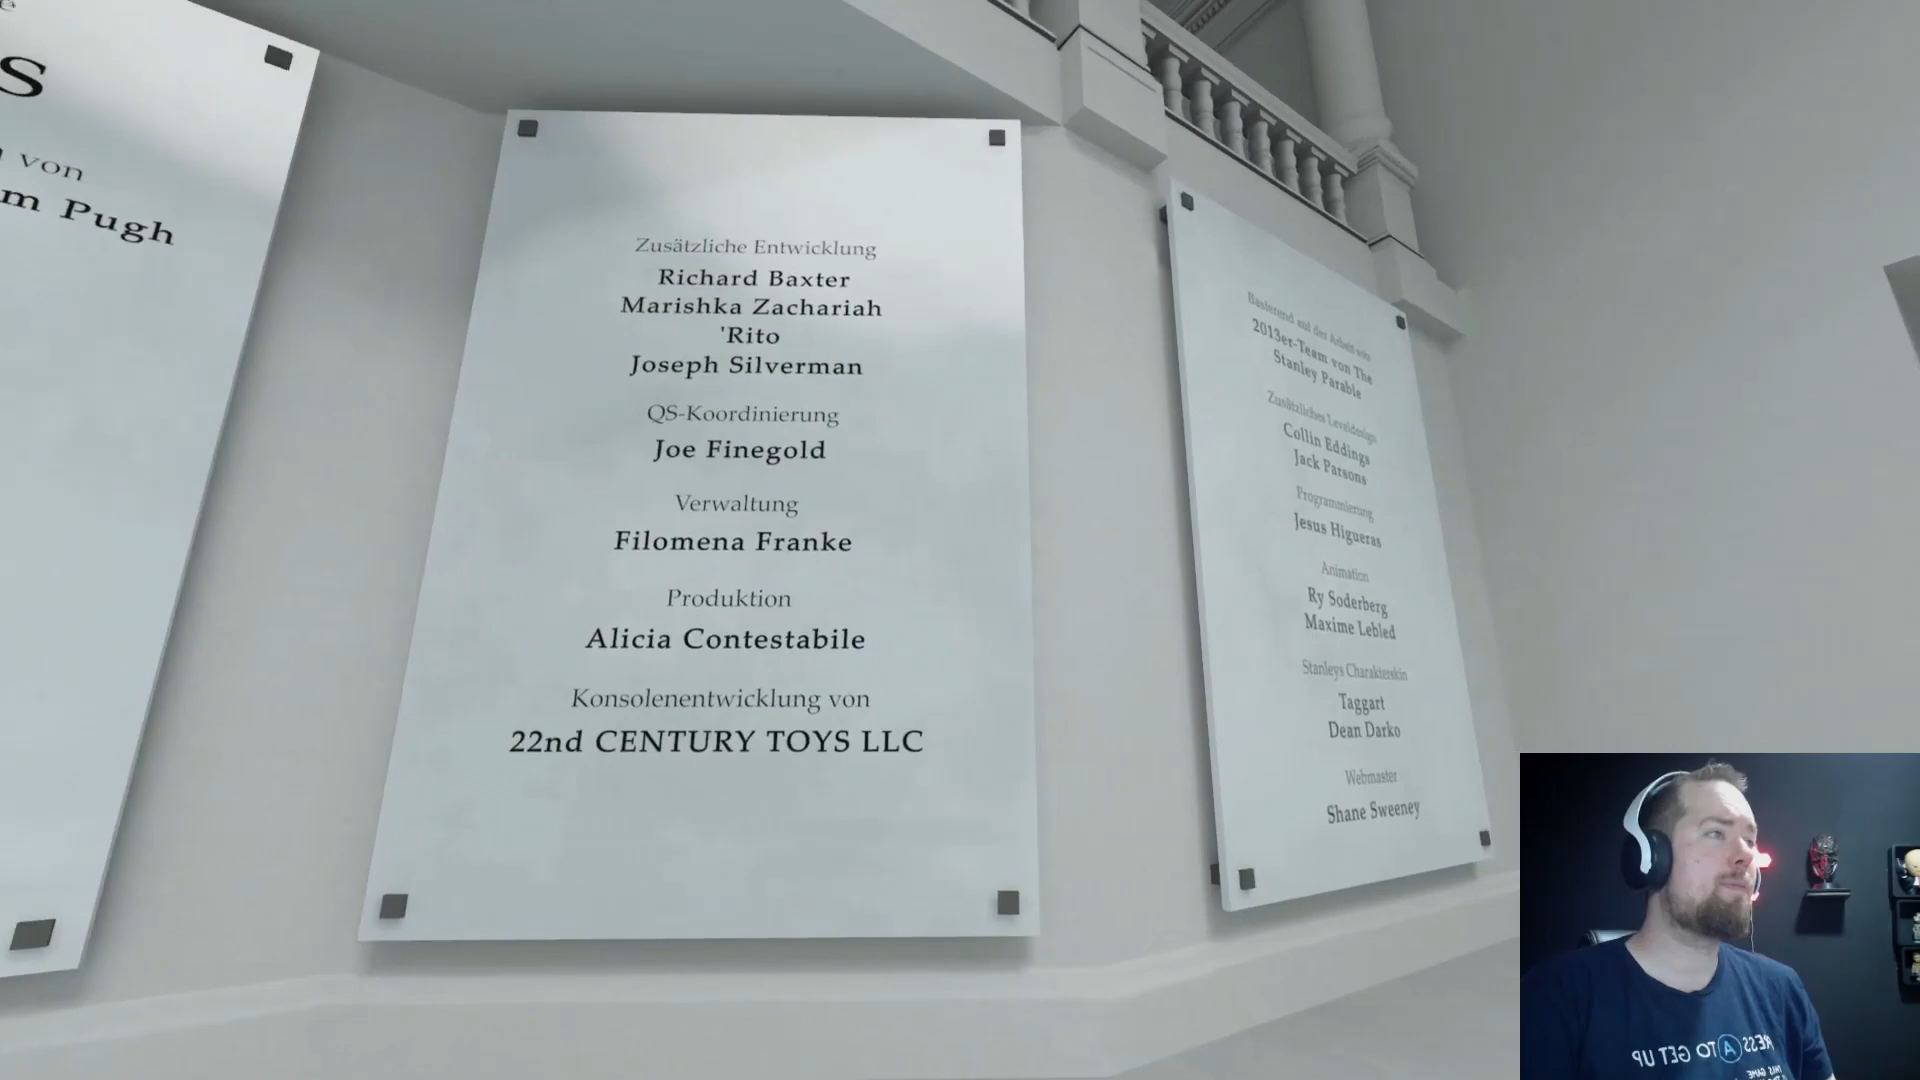 s
von
m Pugh
Zusätzliche Entwicklung
Richard Baxter
Marishka Zachariah
'Rito
Joseph Silverman
QS-Koordinierung
Joe Finegold
Verwaltung
Filomena Franke
Produktion
Alicia Contestabile
Konsolenentwicklung von
22nd CENTURY TOYS LLC
Basierend auf der Arbeit vom
2013er-Team von The
Stanley Parable
Zusätzliches Leveldesign
Collin Eddings
Jack Parsons
Programmierung
Jesus Higueras
Animation
Ry Soderberg
Maxime Lebled
Stanleys Charakterskin
Taggart
Dean Darko
Webmaster
Shane Sweeney
PRESS A TO GET UP
THIS GAME